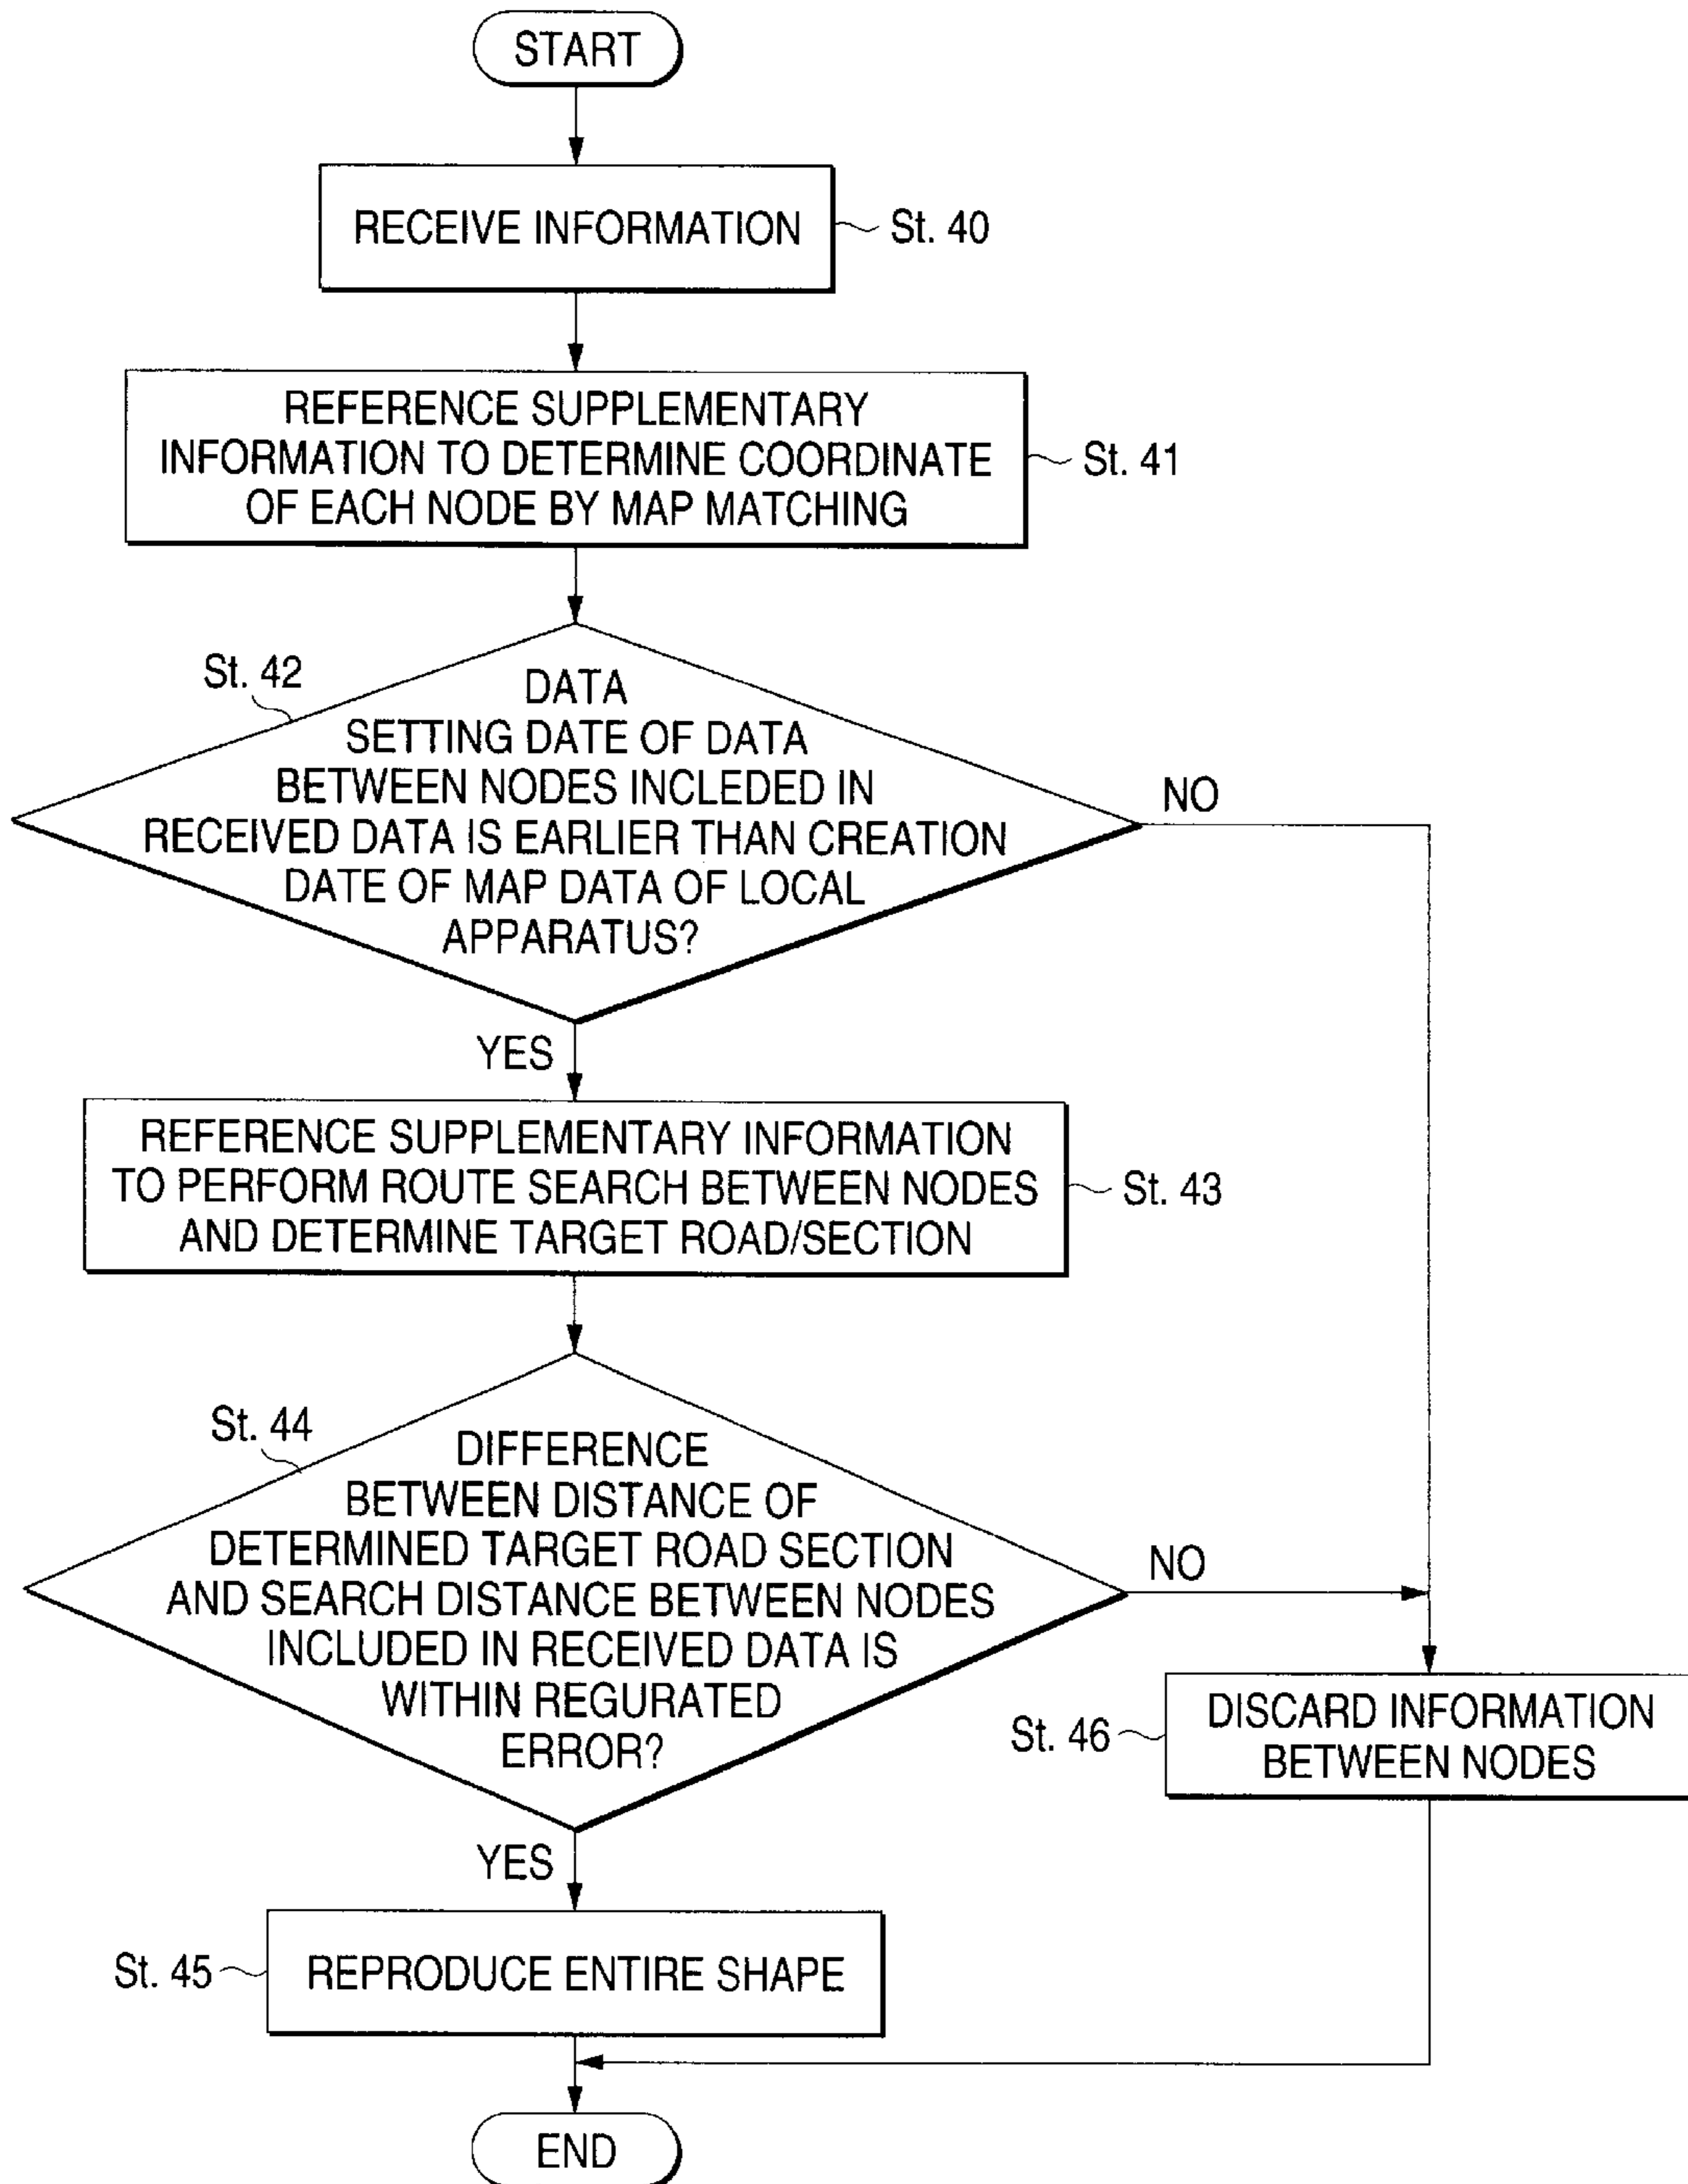 START
RECEIVE INFORMATION
St. 40
REFERENCE SUPPLEMENTARY
INFORMATION TO DETERMINE COORDINATE
OF EACH NODE BY MAP MATCHING
St. 41
St. 42
DATA
SETTING DATE OF DATA
BETWEEN NODES INCLEDED IN
RECEIVED DATA IS EARLIER THAN CREATION
DATE OF MAP DATA OF LOCAL
APPARATUS?
NO
YES
REFERENCE SUPPLEMENTARY INFORMATION
TO PERFORM ROUTE SEARCH BETWEEN NODES
AND DETERMINE TARGET ROAD/SECTION
St. 43
St. 44
DIFFERENCE
BETWEEN DISTANCE OF
DETERMINED TARGET ROAD SECTION
AND SEARCH DISTANCE BETWEEN NODES
INCLUDED IN RECEIVED DATA IS
WITHIN REGURATED
ERROR?
NO
YES
St. 46
DISCARD INFORMATION
BETWEEN NODES
St. 45
REPRODUCE ENTIRE SHAPE
END